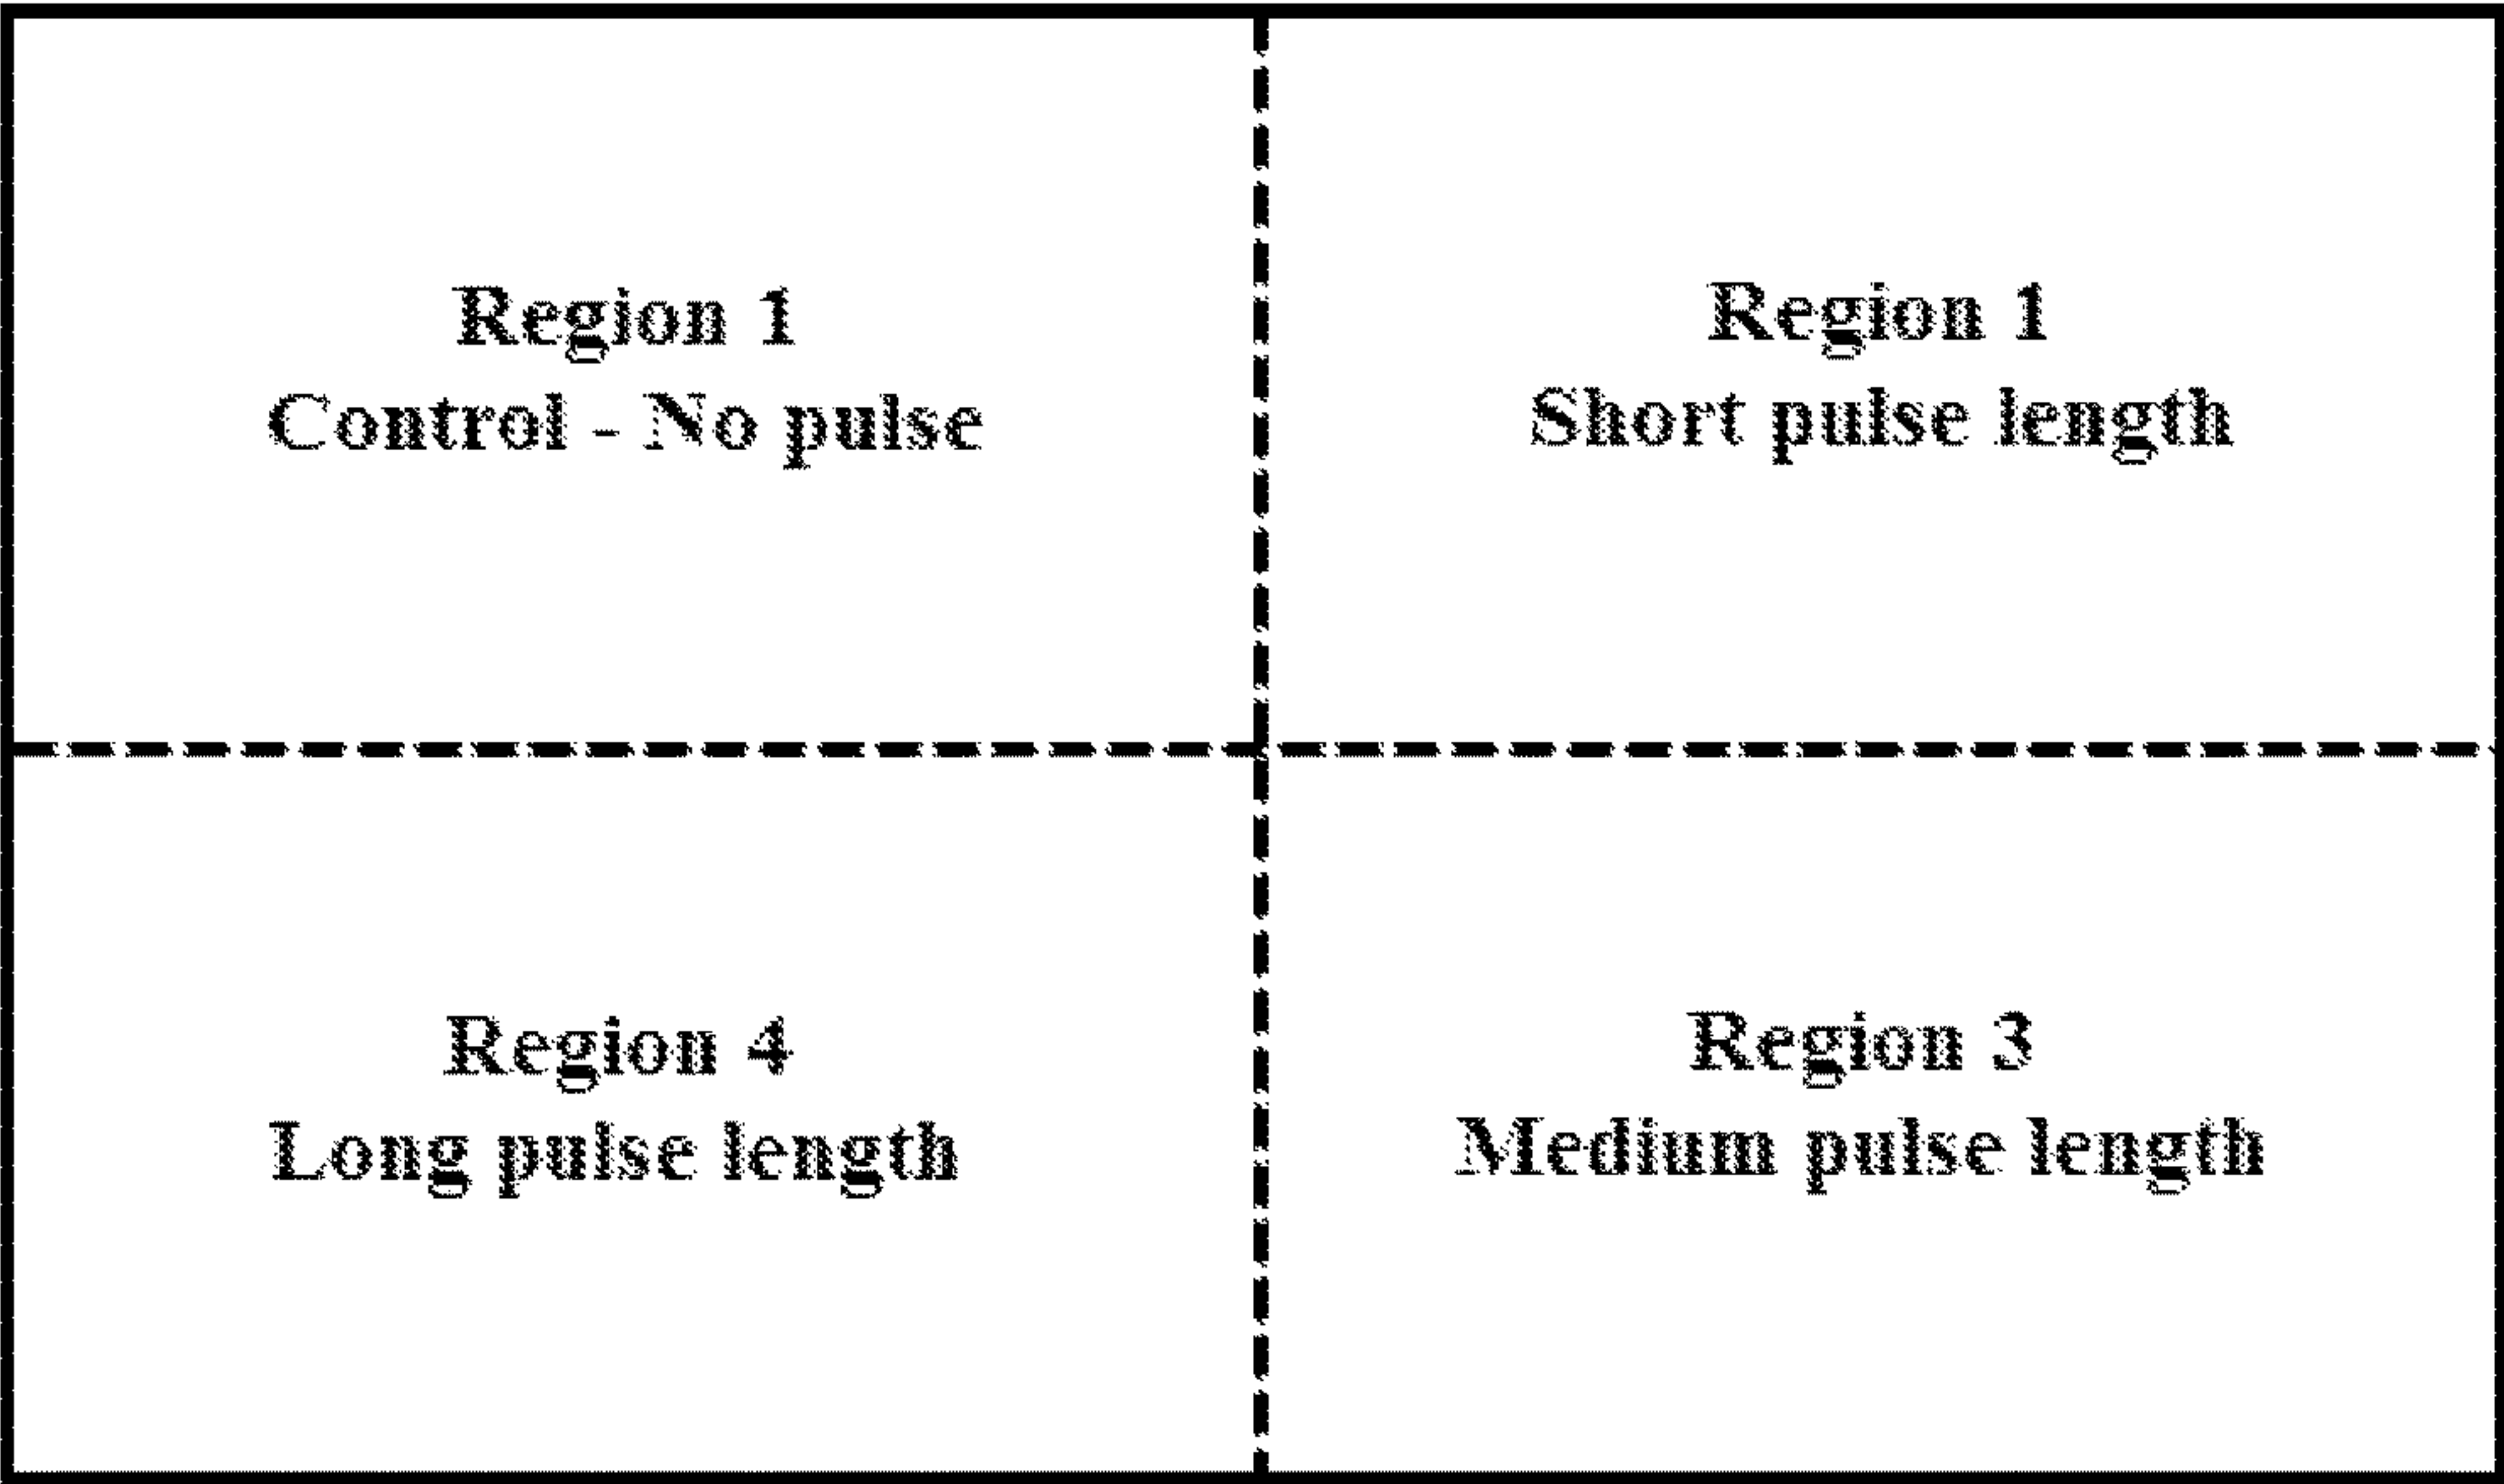 Region 1
Control - No pulse
Region 1
Short pulse length
Region 4
Long pulse length
Region 3
Medium pulse length